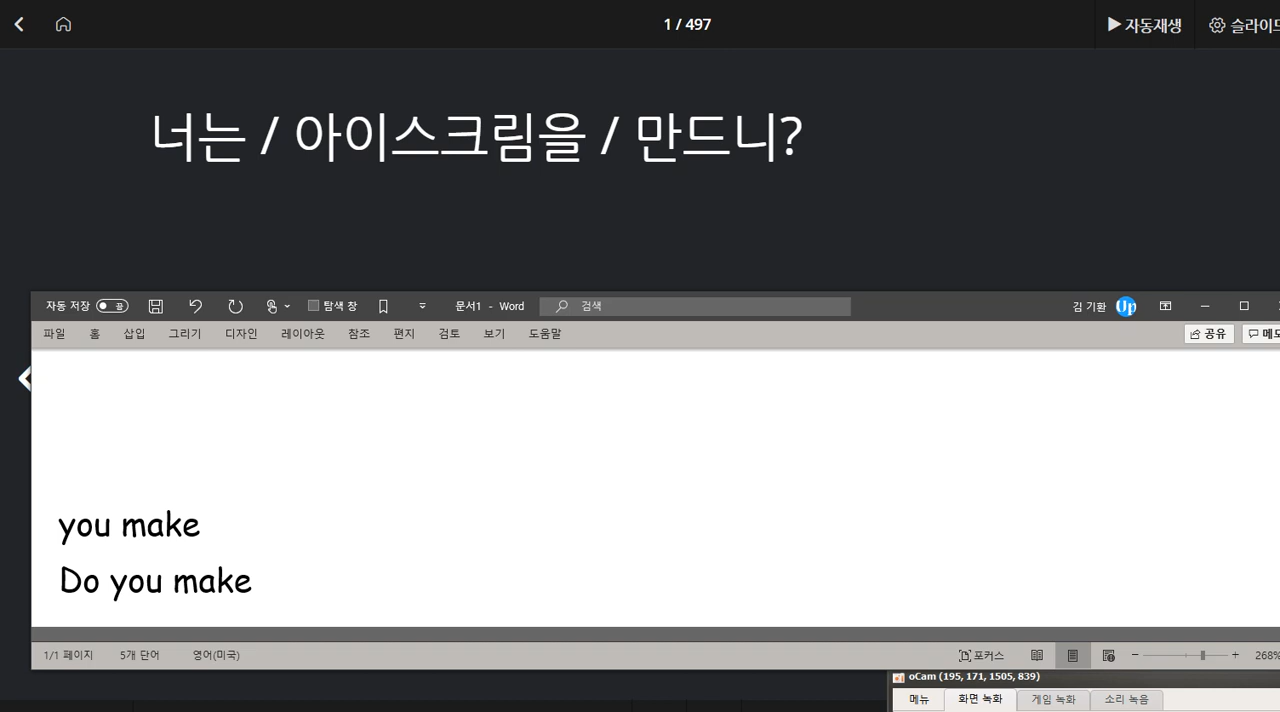 1 / 497
자동재생
슬라이드
너는 / 아이스크림을 / 만드니?
자동 저장 끔 탐색 창 문서1 - Word 검색 김 기환 Up
파일 홈 삽입 그리기 디자인 레이아웃 참조 편지 검토 보기 도움말 공유 메모
you make
Do you make
1/1 페이지 5개 단어 영어(미국) 포커스 268%
oCam (195, 171, 1505, 839)
메뉴 화면 녹화 게임 녹화 소리 녹음